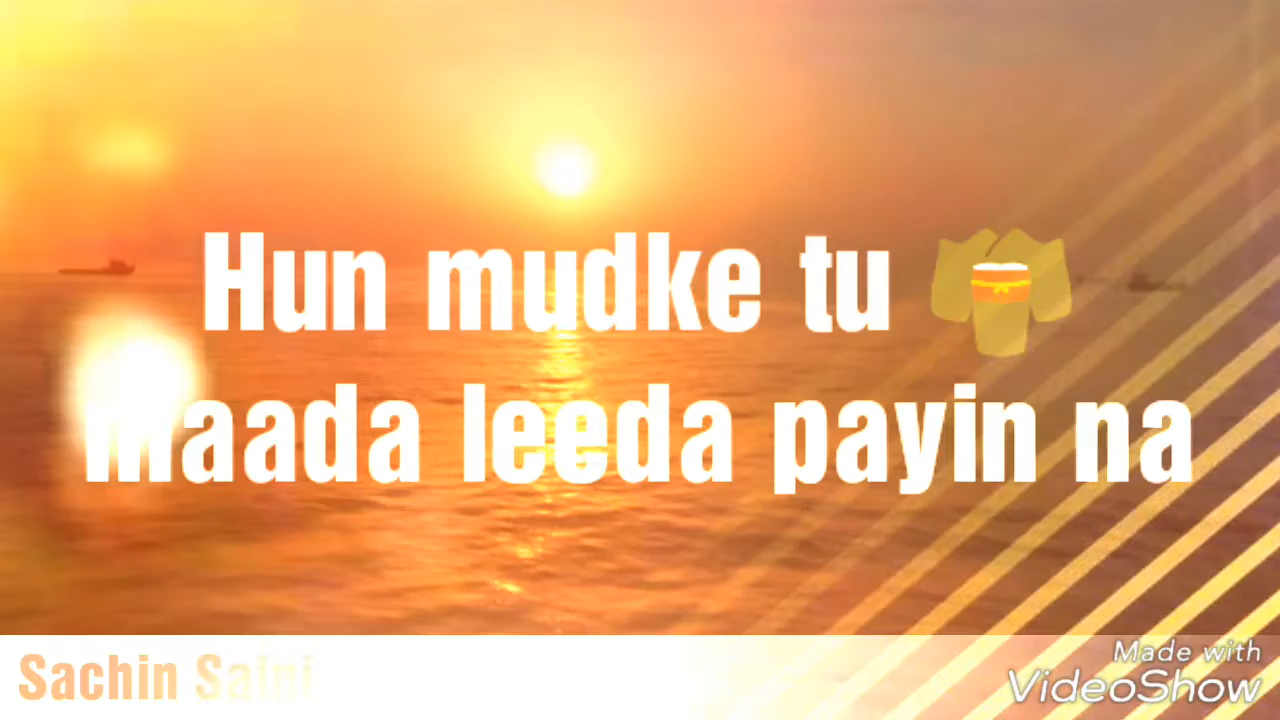 Hun mudke tu 👘
maada leeda payin na
Sachin Saini
Made with
VideoShow